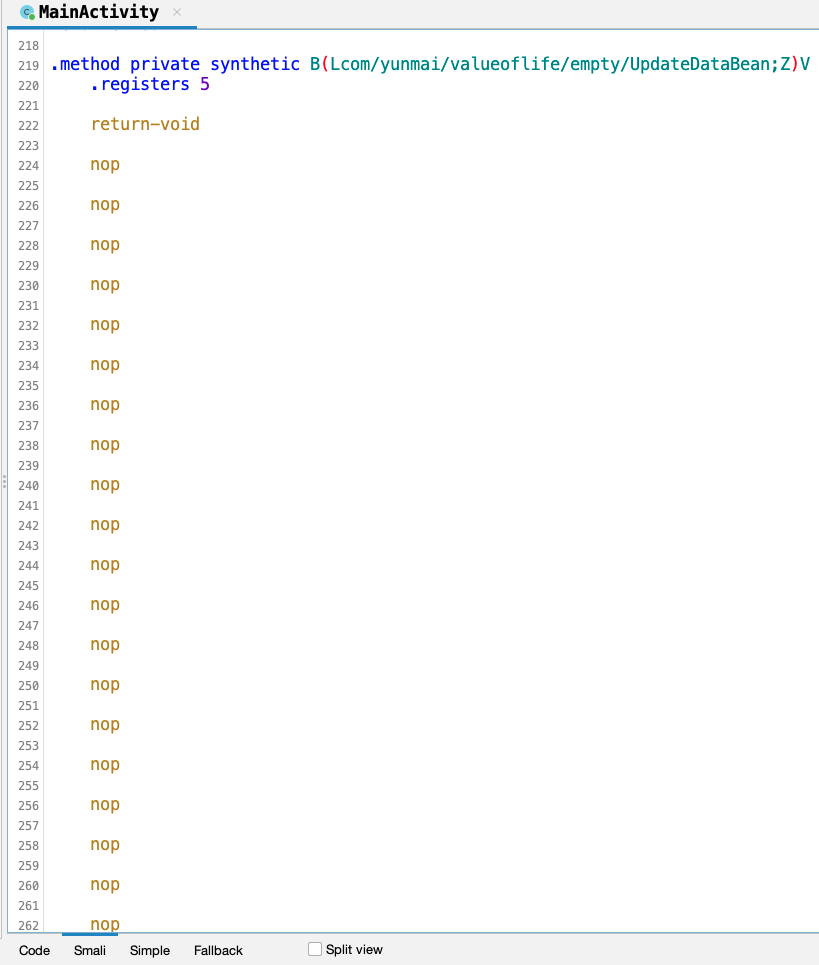 MainActivity ×
218
219 .method private synthetic B(Lcom/yunmai/valueoflife/empty/UpdateDataBean;Z)V
220 .registers 5
221
222 return-void
223
224 nop
225
226 nop
227
228 nop
229
230 nop
231
232 nop
233
234 nop
235
236 nop
237
238 nop
239
240 nop
241
242 nop
243
244 nop
245
246 nop
247
248 nop
249
250 nop
251
252 nop
253
254 nop
255
256 nop
257
258 nop
259
260 nop
261
262 nop
Code Smali Simple Fallback Split view